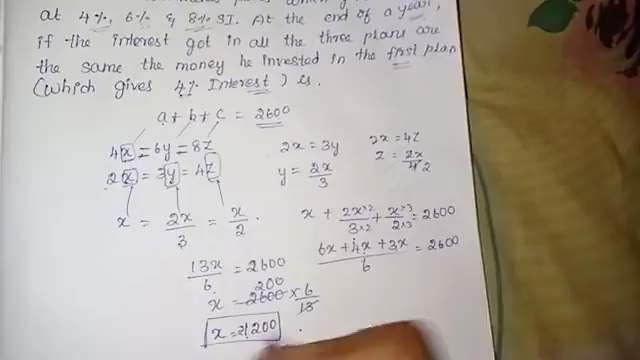 at 4%, 6% & 8% SI. At the end of a year,
if the interest got in all the three plans are
the same the money he invested in the first plan
(which gives 4% Interest) is.
a + b + c = 2600
4x = 6y = 8z
2x = 3y = 4z
2x = 3y
y = 2x/3
2x = 4z
z = 2x/4 2
x = 2x/3 = x/2 .
x + 2x×2/3×2 + x×3/2×3 = 2600
6x + 4x + 3x / 6 = 2600
13x/6 = 2600
200
x = 2600 × 6/13
x = 1200 .